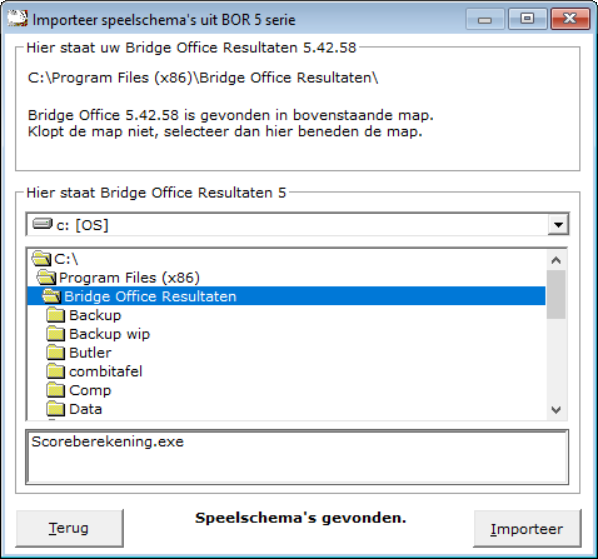 Importeer speelschema's uit BOR 5 serie
Hier staat uw Bridge Office Resultaten 5.42.58
C:\Program Files (x86)\Bridge Office Resultaten\
Bridge Office 5.42.58 is gevonden in bovenstaande map.
Klopt de map niet, selecteer dan hier beneden de map.
Hier staat Bridge Office Resultaten 5
c: [OS]
C:\
Program Files (x86)
Bridge Office Resultaten
Backup
Backup wip
Butler
combitafel
Comp
Data
Scoreberekening.exe
Terug
Speelschema's gevonden.
Importeer